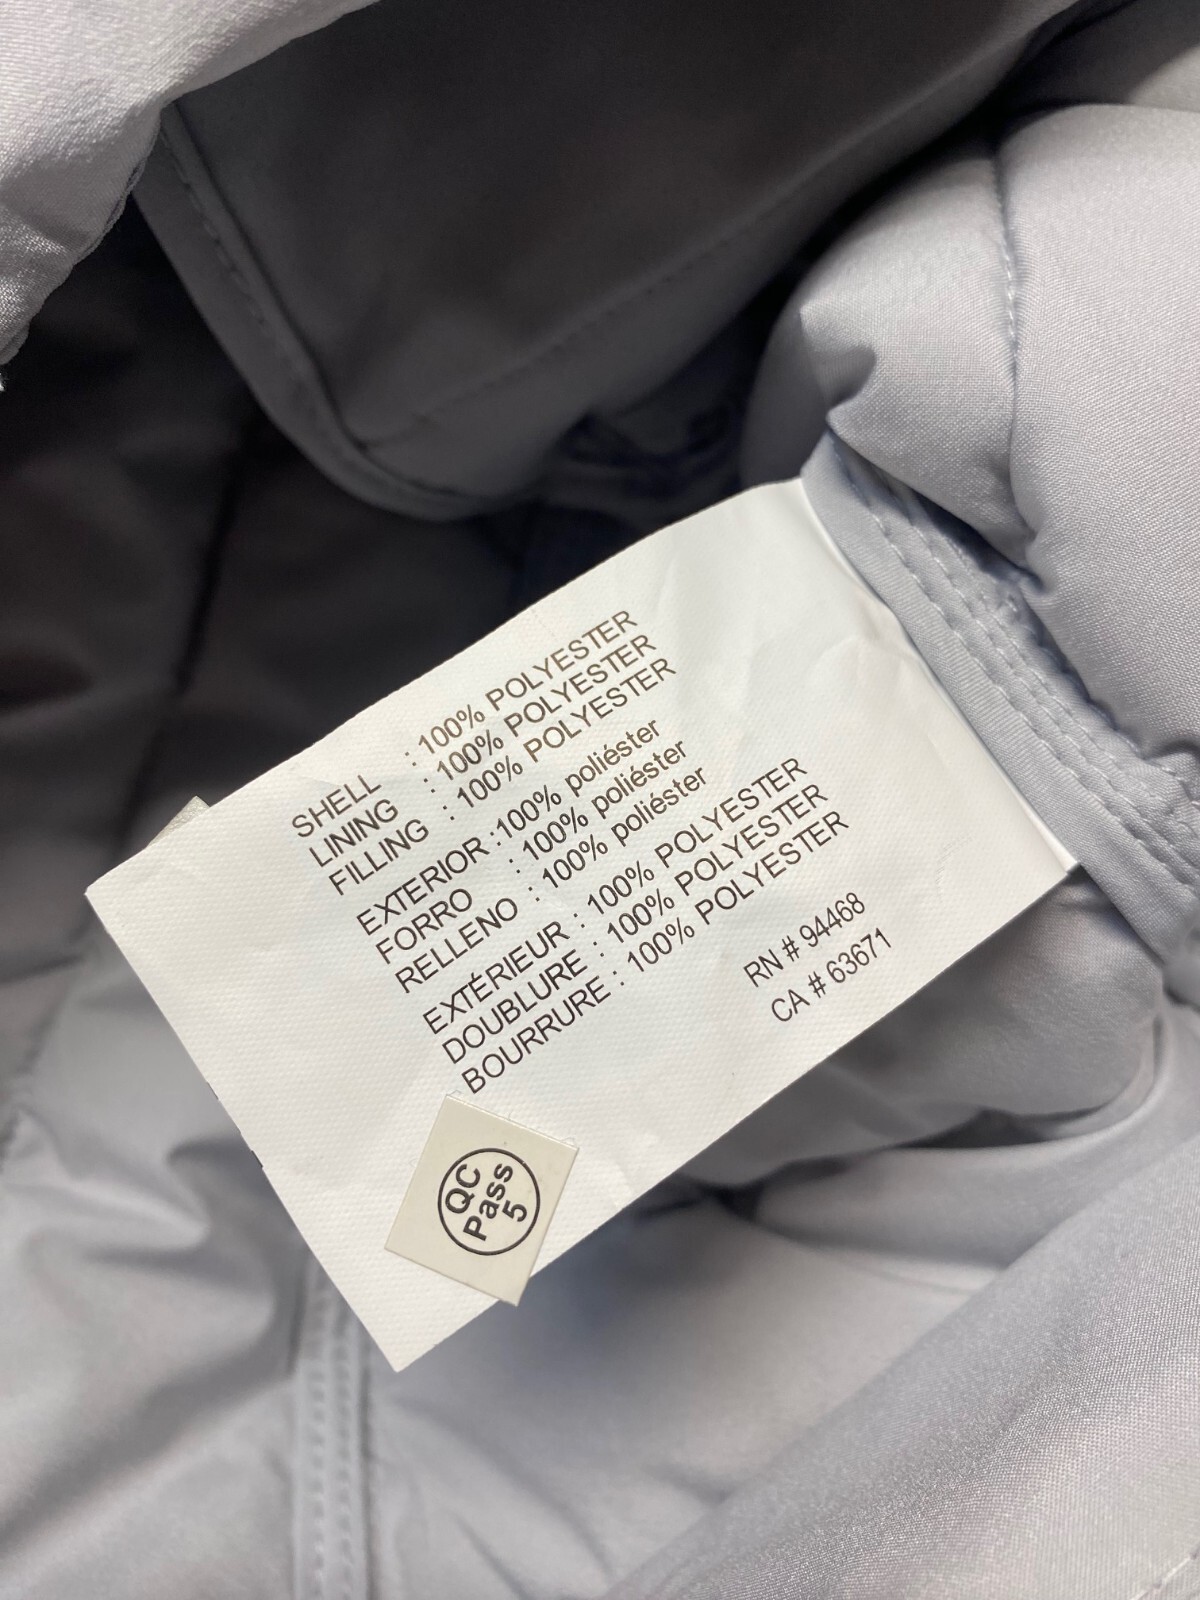 SHELL : 100% POLYESTER
LINING : 100% POLYESTER
FILLING : 100% POLYESTER
EXTERIOR :100% poliéster
FORRO : 100% poliéster
RELLENO : 100% poliéster
EXTÉRIEUR : 100% POLYESTER
DOUBLURE : 100% POLYESTER
BOURRURE : 100% POLYESTER
RN # 94468
CA # 63671
QC
Pass
5